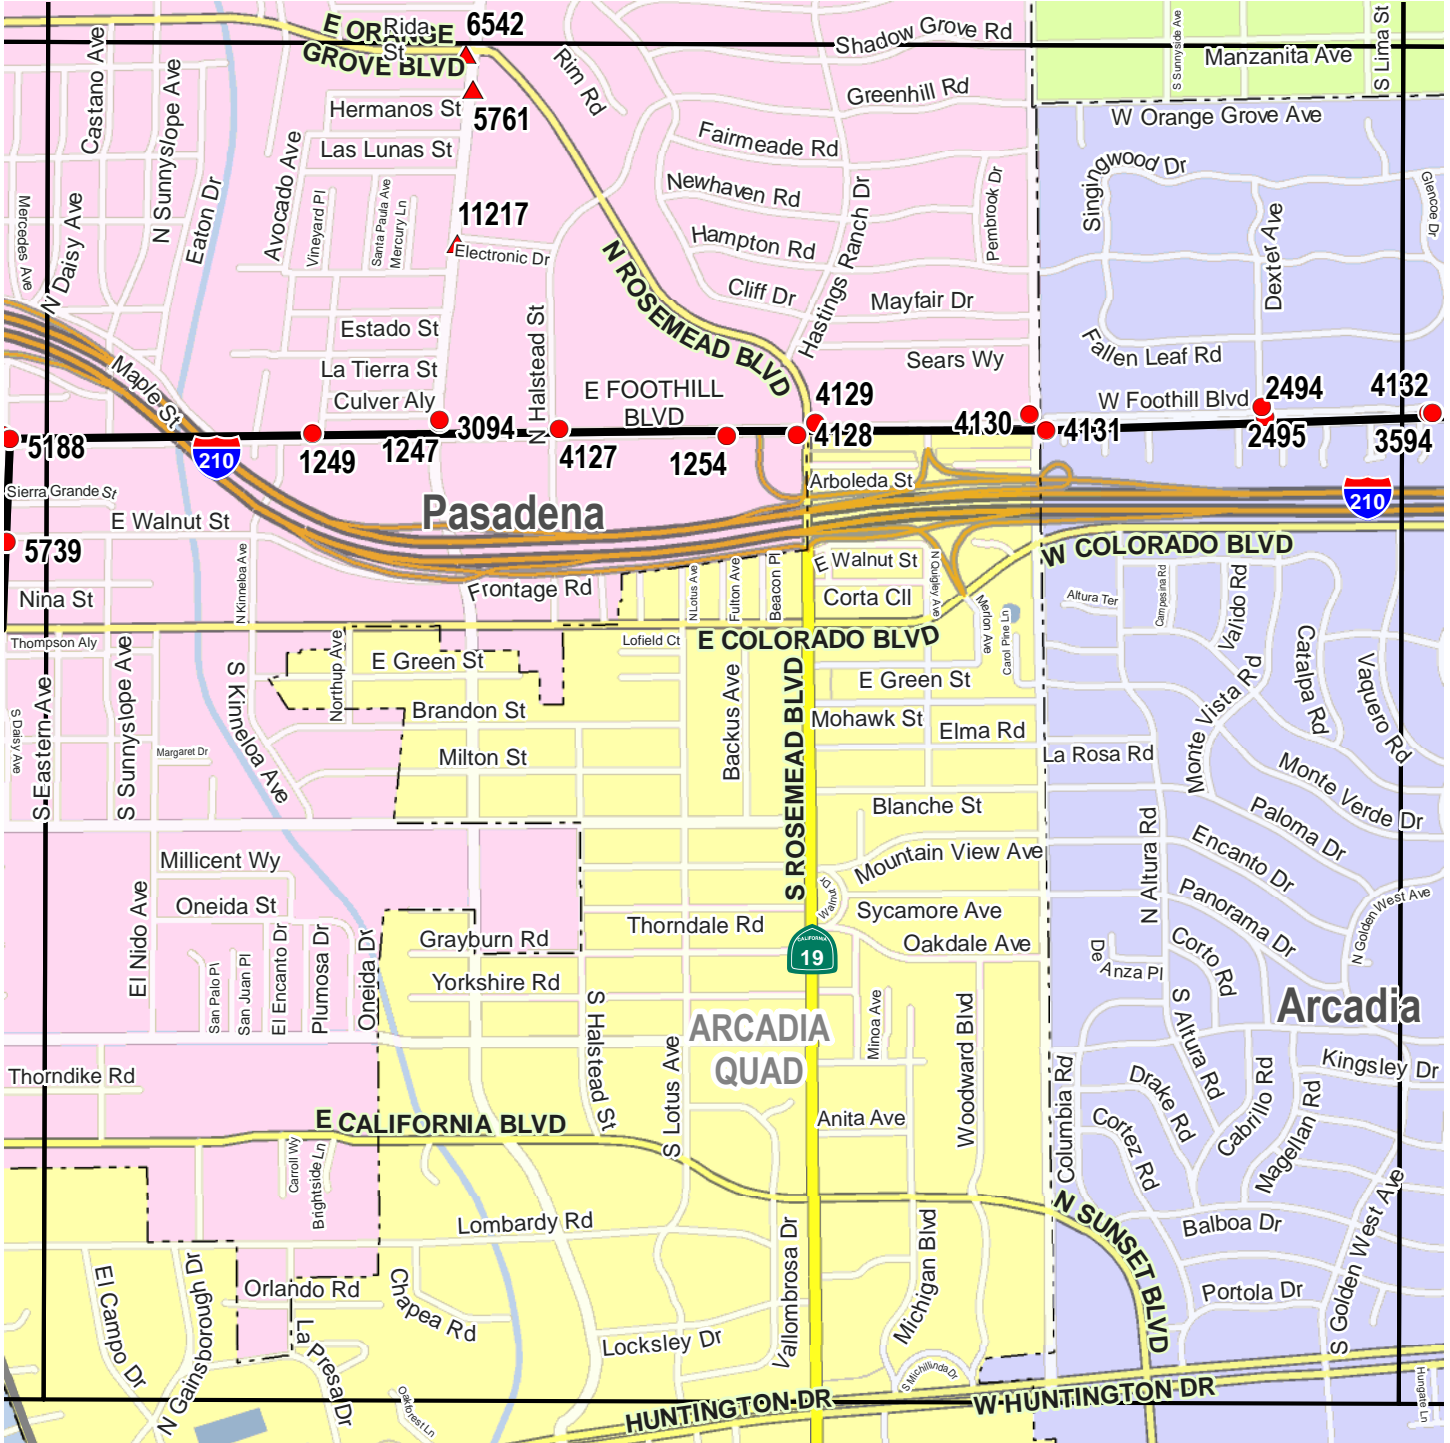 E ORANGE
GROVE BLVD
Rida
St
6542
5761
11217
Castano Ave
N Sunnyslope Ave
Mercedes Ave
N Daisy Ave
Eaton Dr
Avocado Ave
Vineyard Pl
Santa Paula Ave
Mercury Ln
Hermanos St
Las Lunas St
Electronic Dr
Estado St
La Tierra St
Culver Aly
Maple St
N Halstead St
Rim Rd
Shadow Grove Rd
Greenhill Rd
Fairmeade Rd
Newhaven Rd
Hampton Rd
Cliff Dr
Hastings Ranch Dr
Pembrook Dr
Mayfair Dr
Sears Wy
N ROSEMEAD BLVD
E FOOTHILL
BLVD
S Sunnyside Ave
S Lima St
Manzanita Ave
W Orange Grove Ave
Singingwood Dr
Glencoe Dr
Dexter Ave
Fallen Leaf Rd
W Foothill Blvd
5188
1249
1247
3094
4127
1254
4129
4128
4130
4131
2494
2495
4132
3594
5739
210
210
Pasadena
Sierra Grande St
E Walnut St
Arboleda St
W COLORADO BLVD
Nina St
Thompson Aly
N Kinneloa Ave
Frontage Rd
N Lotus Ave
Fulton Ave
Beacon Pl
E Walnut St
Corta Cll
N Quigley Ave
Merlon Ave
Carol Pine Ln
Lofield Ct
E COLORADO BLVD
Altura Ter
Campesina Rd
Valido Rd
Catalpa Rd
Vaquero Rd
Monte Vista Rd
S Daisy Ave
S Eastern Ave
S Sunnyslope Ave
S Kinneloa Ave
Northup Ave
E Green St
Brandon St
Milton St
Margaret Dr
Backus Ave
S ROSEMEAD BLVD
E Green St
Mohawk St
Elma Rd
La Rosa Rd
Blanche St
Monte Verde Dr
Paloma Dr
Encanto Dr
Panorama Dr
N Altura Rd
N Golden West Ave
Mountain View Ave
Walnut Dr
Sycamore Ave
Oakdale Ave
Millicent Wy
Oneida St
El Nido Ave
San Palo Pl
San Juan Pl
El Encanto Dr
Plumosa Dr
Oneida Dr
Grayburn Rd
Yorkshire Rd
Thorndale Rd
CALIFORNIA
19
De Anza Pl
Corto Rd
S Altura Rd
Arcadia
ARCADIA
QUAD
S Halstead St
S Lotus Ave
Minoa Ave
Woodward Blvd
Columbia Rd
Kingsley Dr
Drake Rd
Cortez Rd
Cabrillo Rd
Magellan Rd
Thorndike Rd
E CALIFORNIA BLVD
Anita Ave
Carroll Wy
Brightside Ln
Lombardy Rd
N SUNSET BLVD
Balboa Dr
Portola Dr
S Golden West Ave
El Campo Dr
N Gainsborough Dr
Orlando Rd
La Presa Dr
Chapea Rd
Oakforest Ln
Locksley Dr
Vallombrosa Dr
Michigan Blvd
S Michillinda Dr
HUNTINGTON DR
W HUNTINGTON DR
Hungate Ln